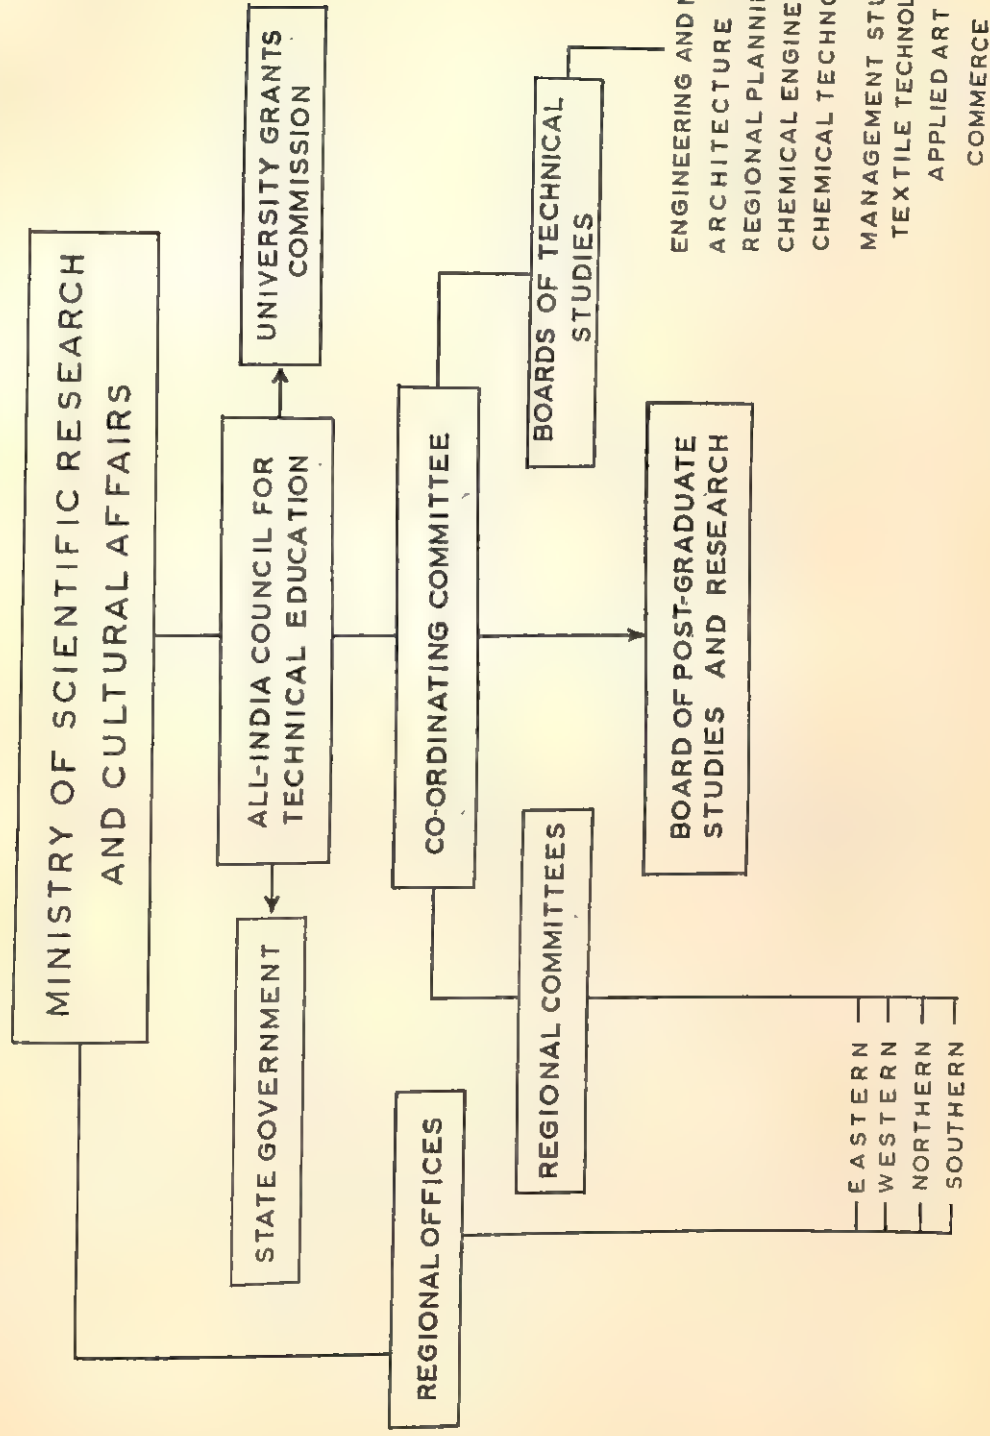 MINISTRY OF SCIENTIFIC RESEARCH
AND CULTURAL AFFAIRS
STATE GOVERNMENT
ALL-INDIA COUNCIL FOR
TECHNICAL EDUCATION
UNIVERSITY GRANTS
COMMISSION
REGIONAL OFFICES
CO-ORDINATING COMMITTEE
REGIONAL COMMITTEES
BOARDS OF TECHNICAL
STUDIES
BOARD OF POST-GRADUATE
STUDIES AND RESEARCH
EASTERN
WESTERN
NORTHERN
SOUTHERN
ENGINEERING AND
ARCHITECTURE
REGIONAL
CHEMICAL
CHEMICAL
MANAGEMENT
TEXTILE
APPLIED ART
COMMERCE